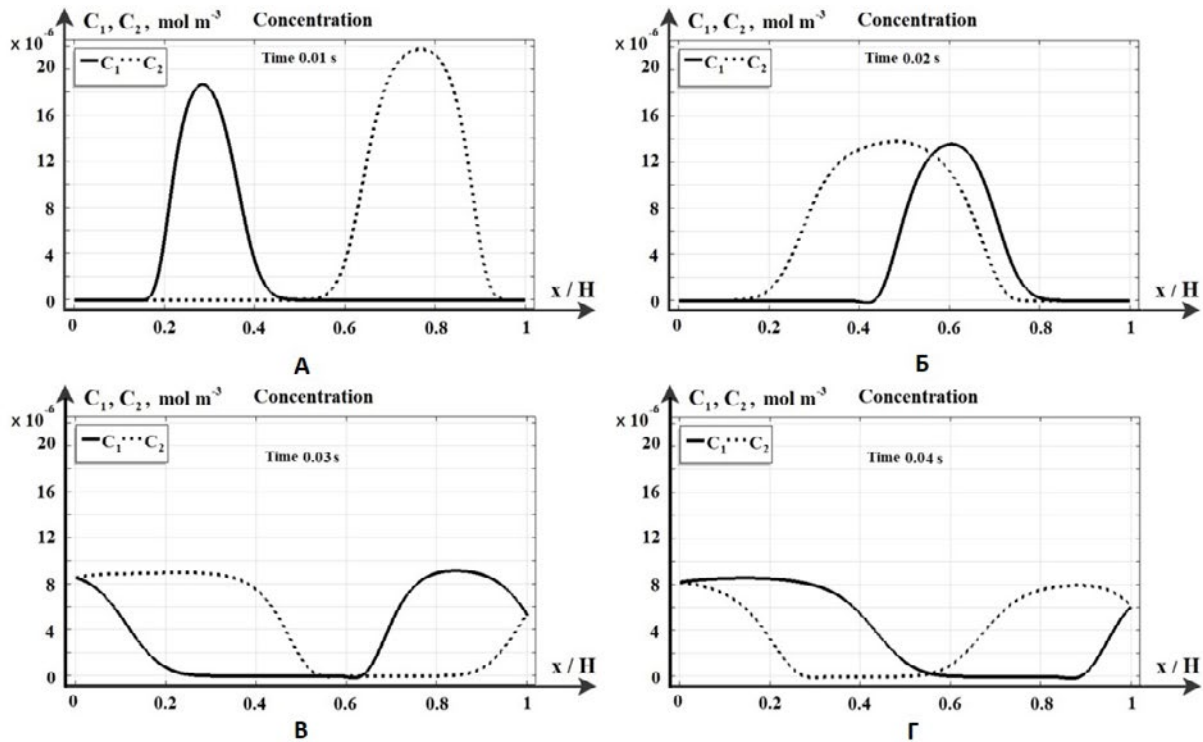 C₁, C₂, mol m⁻³ Concentration
x 10⁻⁶
Time 0.01 s
C₁ C₂
20
16
12
8
4
0
x / H
0 0.2 0.4 0.6 0.8 1
А
C₁, C₂, mol m⁻³ Concentration
x 10⁻⁶
Time 0.02 s
C₁ C₂
20
16
12
8
4
0
x / H
0 0.2 0.4 0.6 0.8 1
Б
C₁, C₂, mol m⁻³ Concentration
x 10⁻⁶
C₁ C₂
Time 0.03 s
20
16
12
8
4
0
x / H
0 0.2 0.4 0.6 0.8 1
В
C₁, C₂, mol m⁻³ Concentration
x 10⁻⁶
C₁ C₂
Time 0.04 s
20
16
12
8
4
0
x / H
0 0.2 0.4 0.6 0.8 1
Г